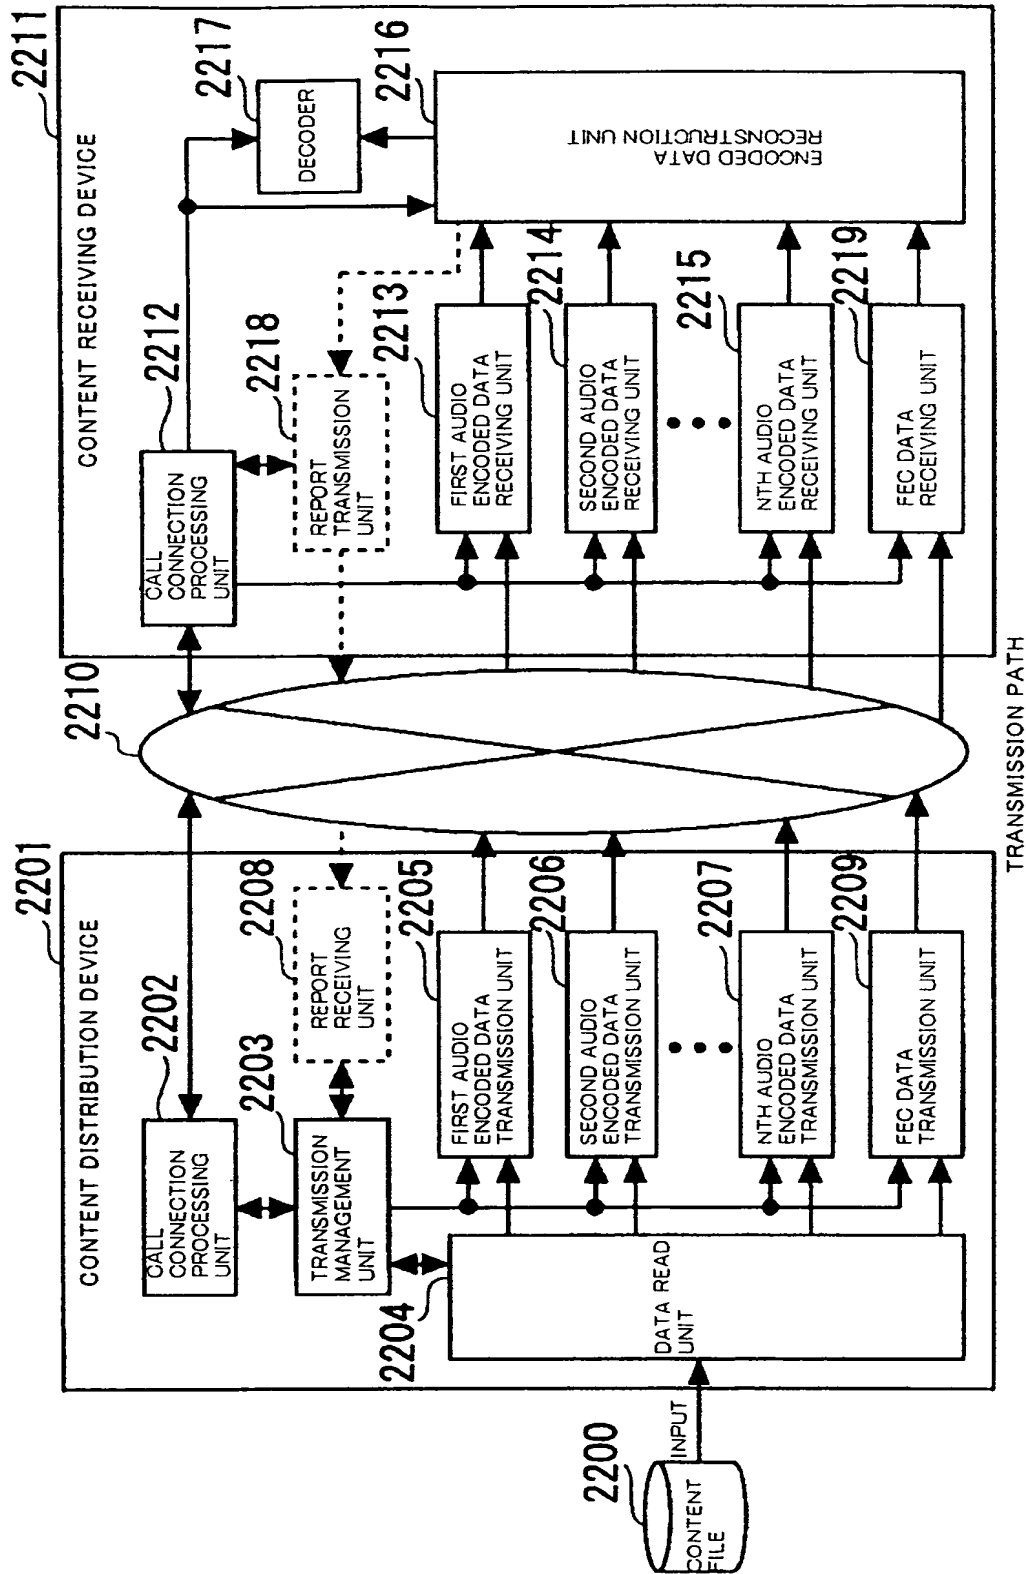 2200
CONTENT
FILE
INPUT
2201
CONTENT DISTRIBUTION DEVICE
2202
CALL
CONNECTION
PROCESSING
UNIT
2203
TRANSMISSION
MANAGEMENT
UNIT
2208
REPORT
RECEIVING
UNIT
2204
DATA READ
UNIT
2205
FIRST AUDIO
ENCODED DATA
TRANSMISSION UNIT
2206
SECOND AUDIO
ENCODED DATA
TRANSMISSION UNIT
2207
NTH AUDIO
ENCODED DATA
TRANSMISSION UNIT
2209
FEC DATA
TRANSMISSION UNIT
2210
TRANSMISSION PATH
2211
CONTENT RECEIVING DEVICE
2212
CALL
CONNECTION
PROCESSING
UNIT
2218
REPORT
TRANSMISSION
UNIT
2213
FIRST AUDIO
ENCODED DATA
RECEIVING UNIT
2214
SECOND AUDIO
ENCODED DATA
RECEIVING UNIT
2215
NTH AUDIO
ENCODED DATA
RECEIVING UNIT
2219
FEC DATA
RECEIVING UNIT
2217
DECODER
2216
ENCODED DATA
RECONSTRUCTION UNIT